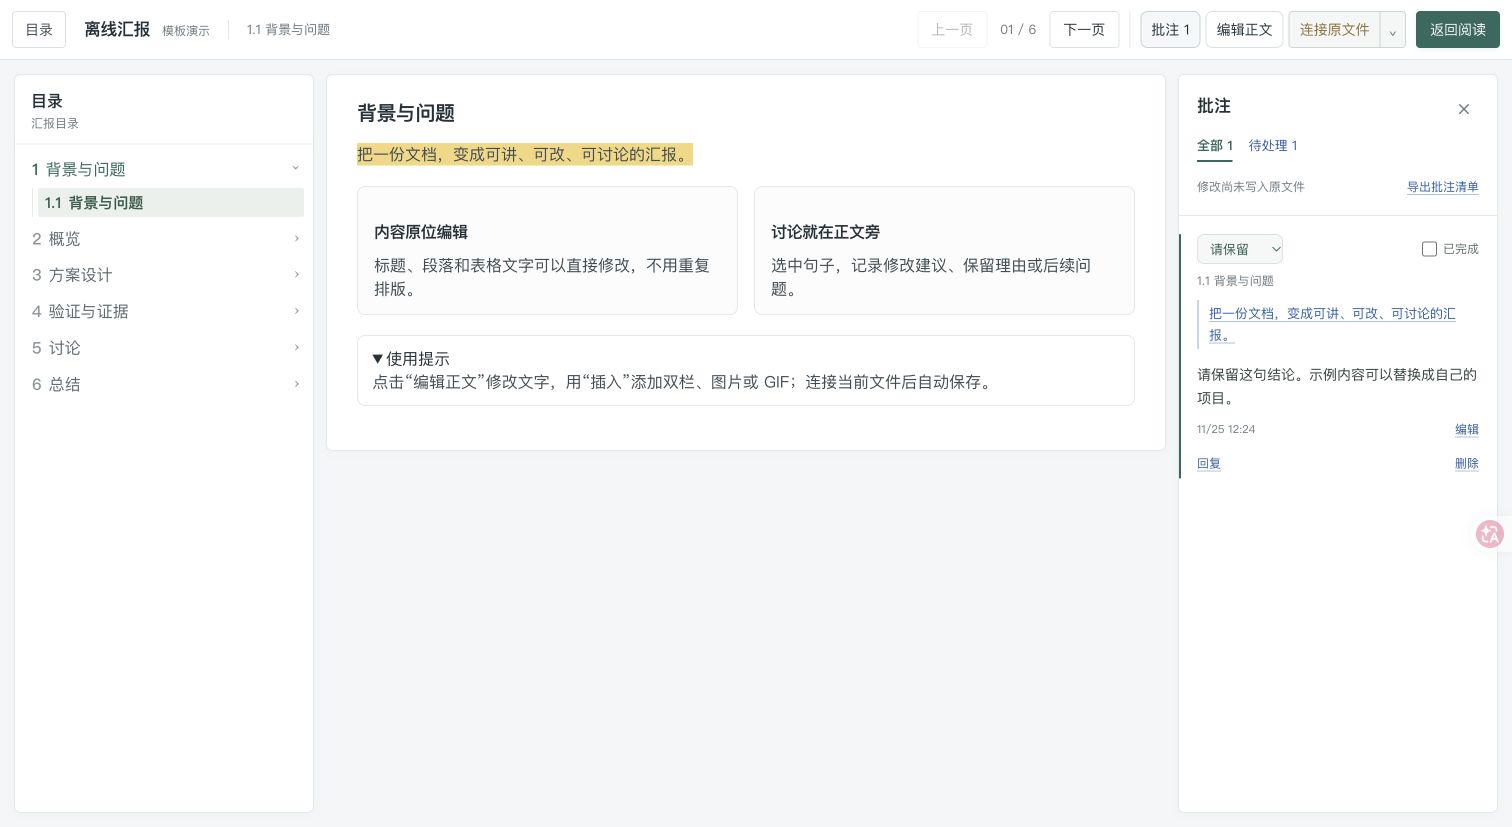 目录
离线汇报 模板演示
1.1 背景与问题
上一页
01 / 6
下一页
批注 1
编辑正文
连接原文件
返回阅读
目录
汇报目录
1 背景与问题
1.1 背景与问题
2 概览
3 方案设计
4 验证与证据
5 讨论
6 总结
背景与问题
把一份文档，变成可讲、可改、可讨论的汇报。
内容原位编辑
标题、段落和表格文字可以直接修改，不用重复
排版。
讨论就在正文旁
选中句子，记录修改建议、保留理由或后续问
题。
▼使用提示
点击“编辑正文”修改文字，用“插入”添加双栏、图片或 GIF；连接当前文件后自动保存。
批注
全部 1 待处理 1
修改尚未写入原文件
导出批注清单
请保留
已完成
1.1 背景与问题
把一份文档，变成可讲、可改、可讨论的汇
报。
请保留这句结论。示例内容可以替换成自己的
项目。
11/25 12:24
编辑
回复
删除